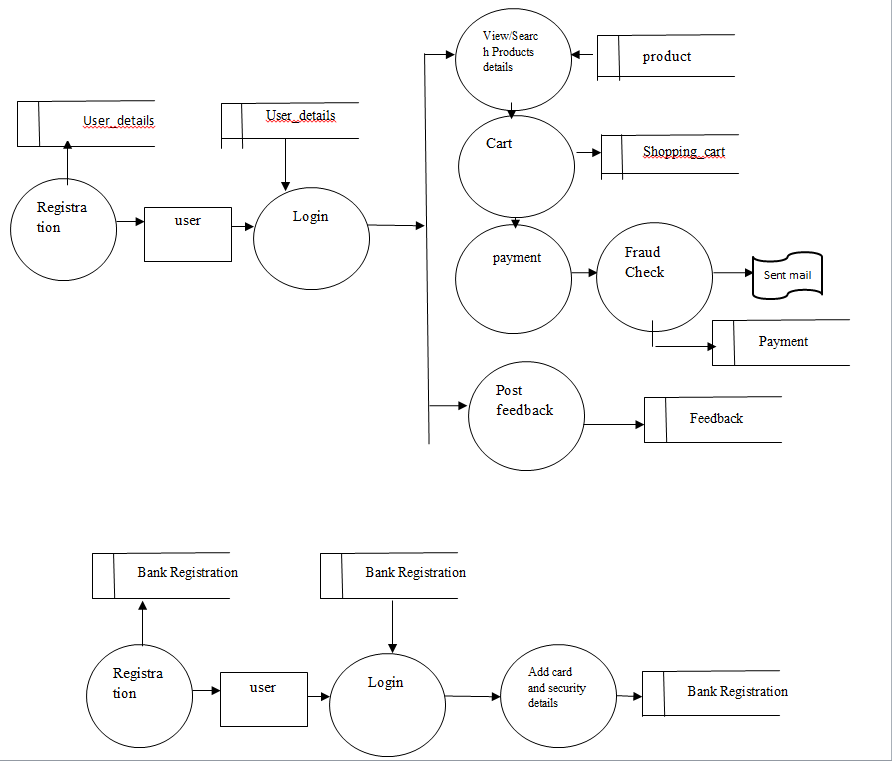 View/Searc
h Products
details
product
User_details
User_details
Cart
Shopping_cart
Registra
tion
user
Login
payment
Fraud
Check
Sent mail
Payment
Post
feedback
Feedback
Bank Registration
Bank Registration
Registra
tion
user
Login
Add card
and security
details
Bank Registration